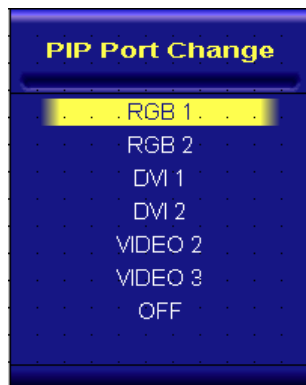 PIP Port Change
RGB 1
RGB 2
DVI 1
DVI 2
VIDEO 2
VIDEO 3
OFF